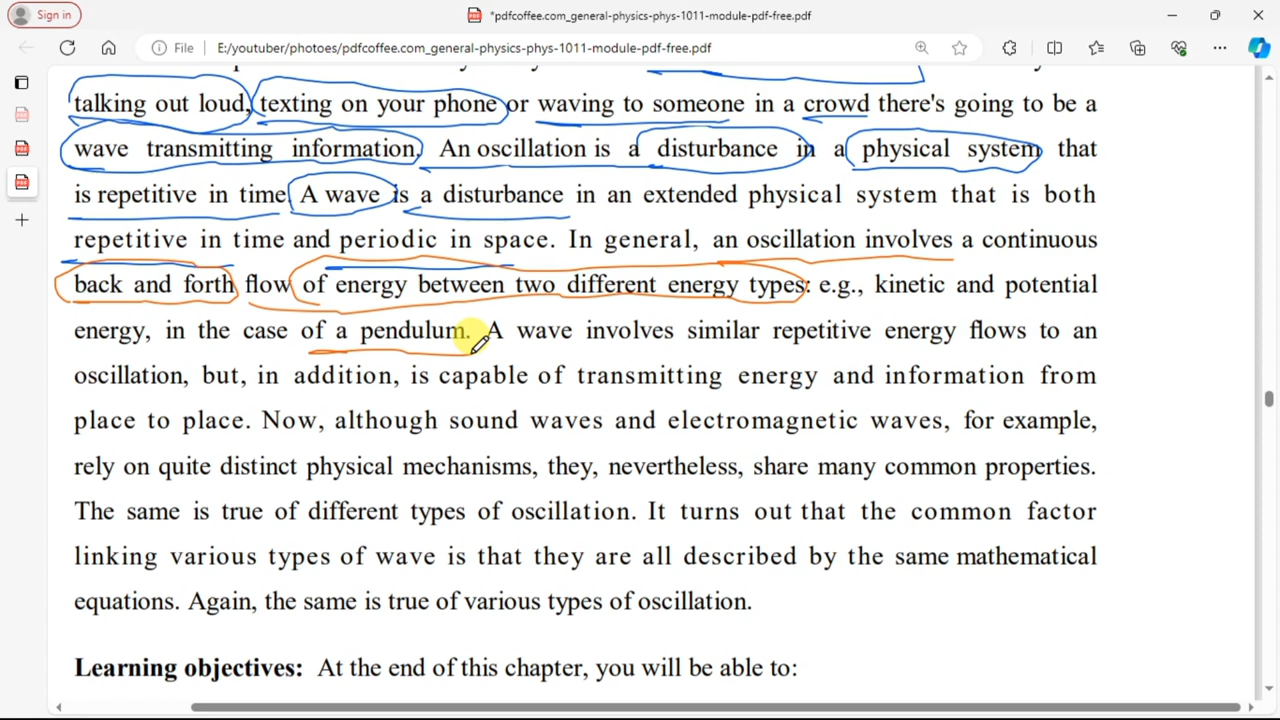 Sign in
*pdfcoffee.com_general-physics-phys-1011-module-pdf-free.pdf
File
E:/youtuber/photoes/pdfcoffee.com_general-physics-phys-1011-module-pdf-free.pdf
talking out loud, texting on your phone or waving to someone in a crowd there's going to be a
wave transmitting information. An oscillation is a disturbance in a physical system that
is repetitive in time. A wave is a disturbance in an extended physical system that is both
repetitive in time and periodic in space. In general, an oscillation involves a continuous
back and forth flow of energy between two different energy types: e.g., kinetic and potential
energy, in the case of a pendulum. A wave involves similar repetitive energy flows to an
oscillation, but, in addition, is capable of transmitting energy and information from
place to place. Now, although sound waves and electromagnetic waves, for example,
rely on quite distinct physical mechanisms, they, nevertheless, share many common properties.
The same is true of different types of oscillation. It turns out that the common factor
linking various types of wave is that they are all described by the same mathematical
equations. Again, the same is true of various types of oscillation.
Learning objectives: At the end of this chapter, you will be able to: